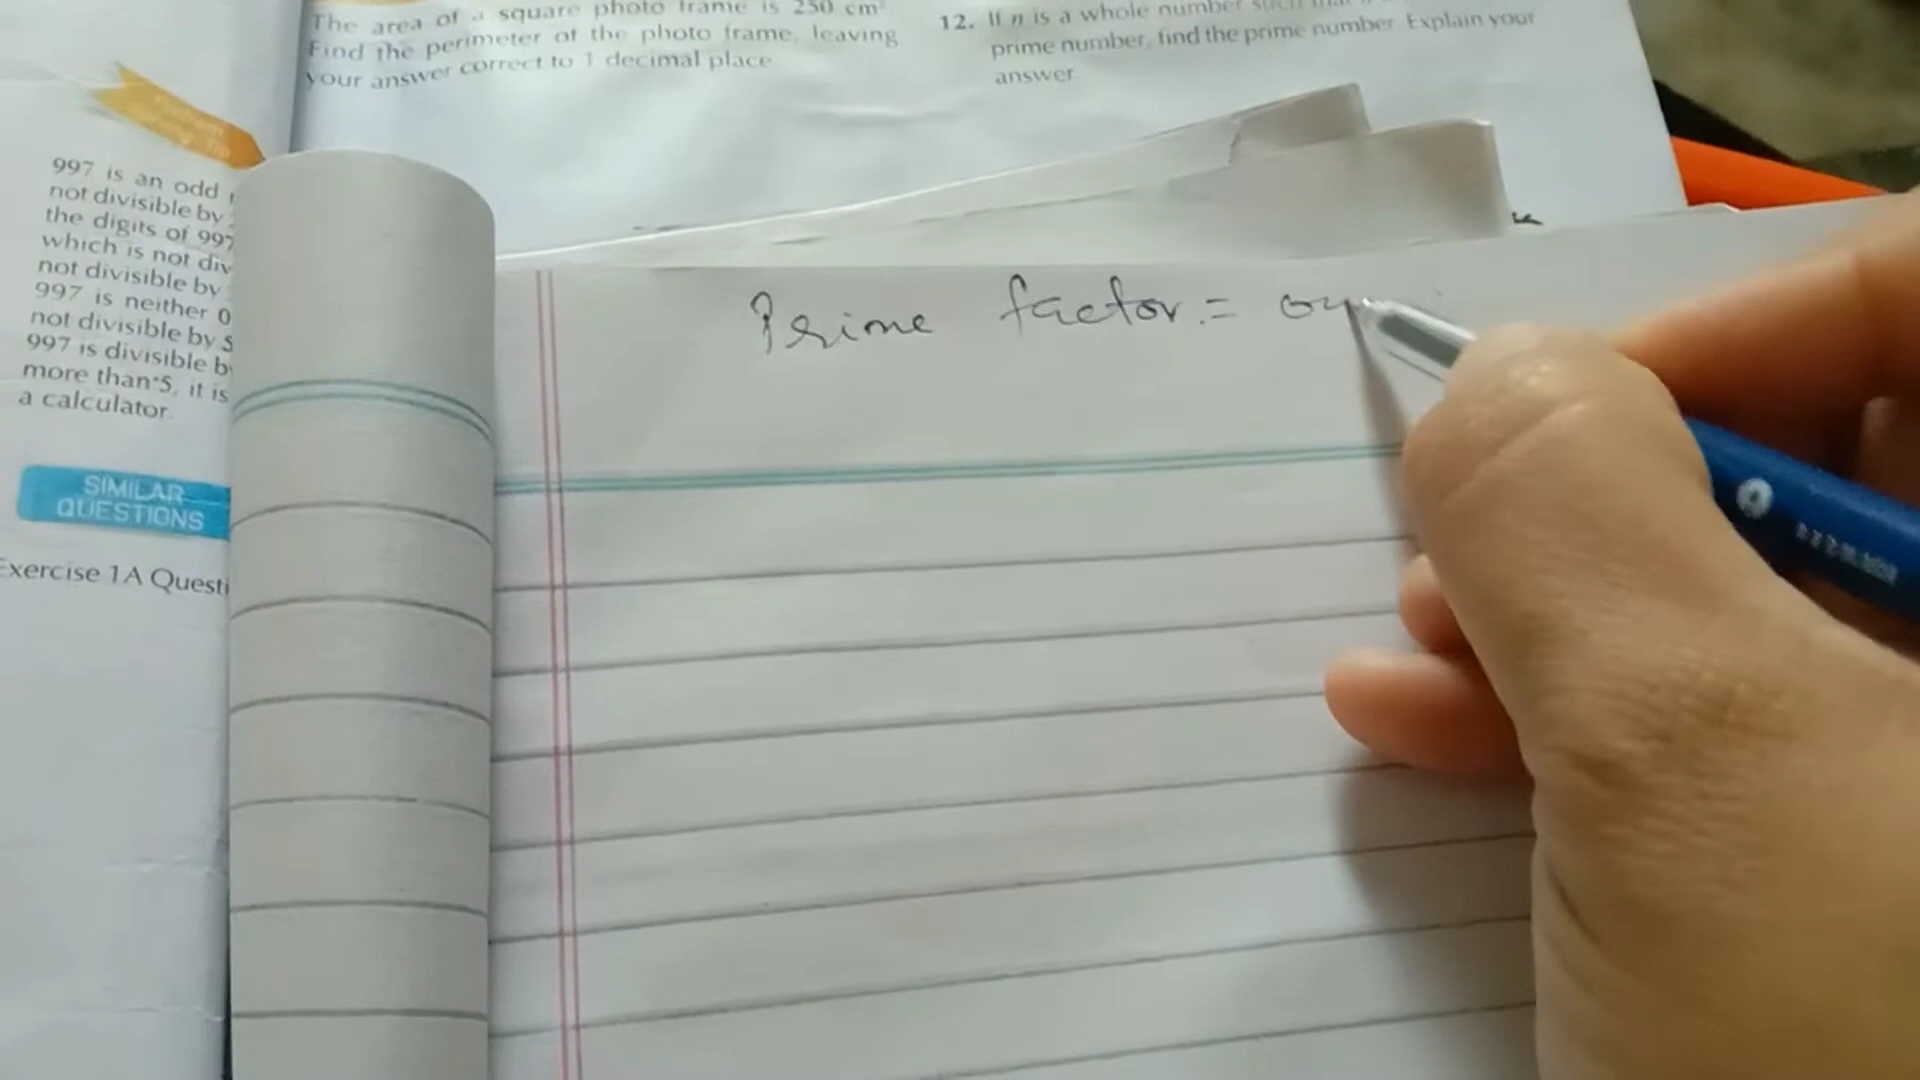 The area of a square photo frame is 250 cm²
Find the perimeter of the photo frame, leaving
your answer correct to 1 decimal place
12. If n is a whole number such that
prime number, find the prime number. Explain your
answer
997 is an odd
not divisible by
the digits of 997
which is not div
not divisible by
997 is neither 0
not divisible by 5
997 is divisible b
more than 5, it is
a calculator.
SIMILAR
QUESTIONS
Exercise 1A Questi
Prime factor =